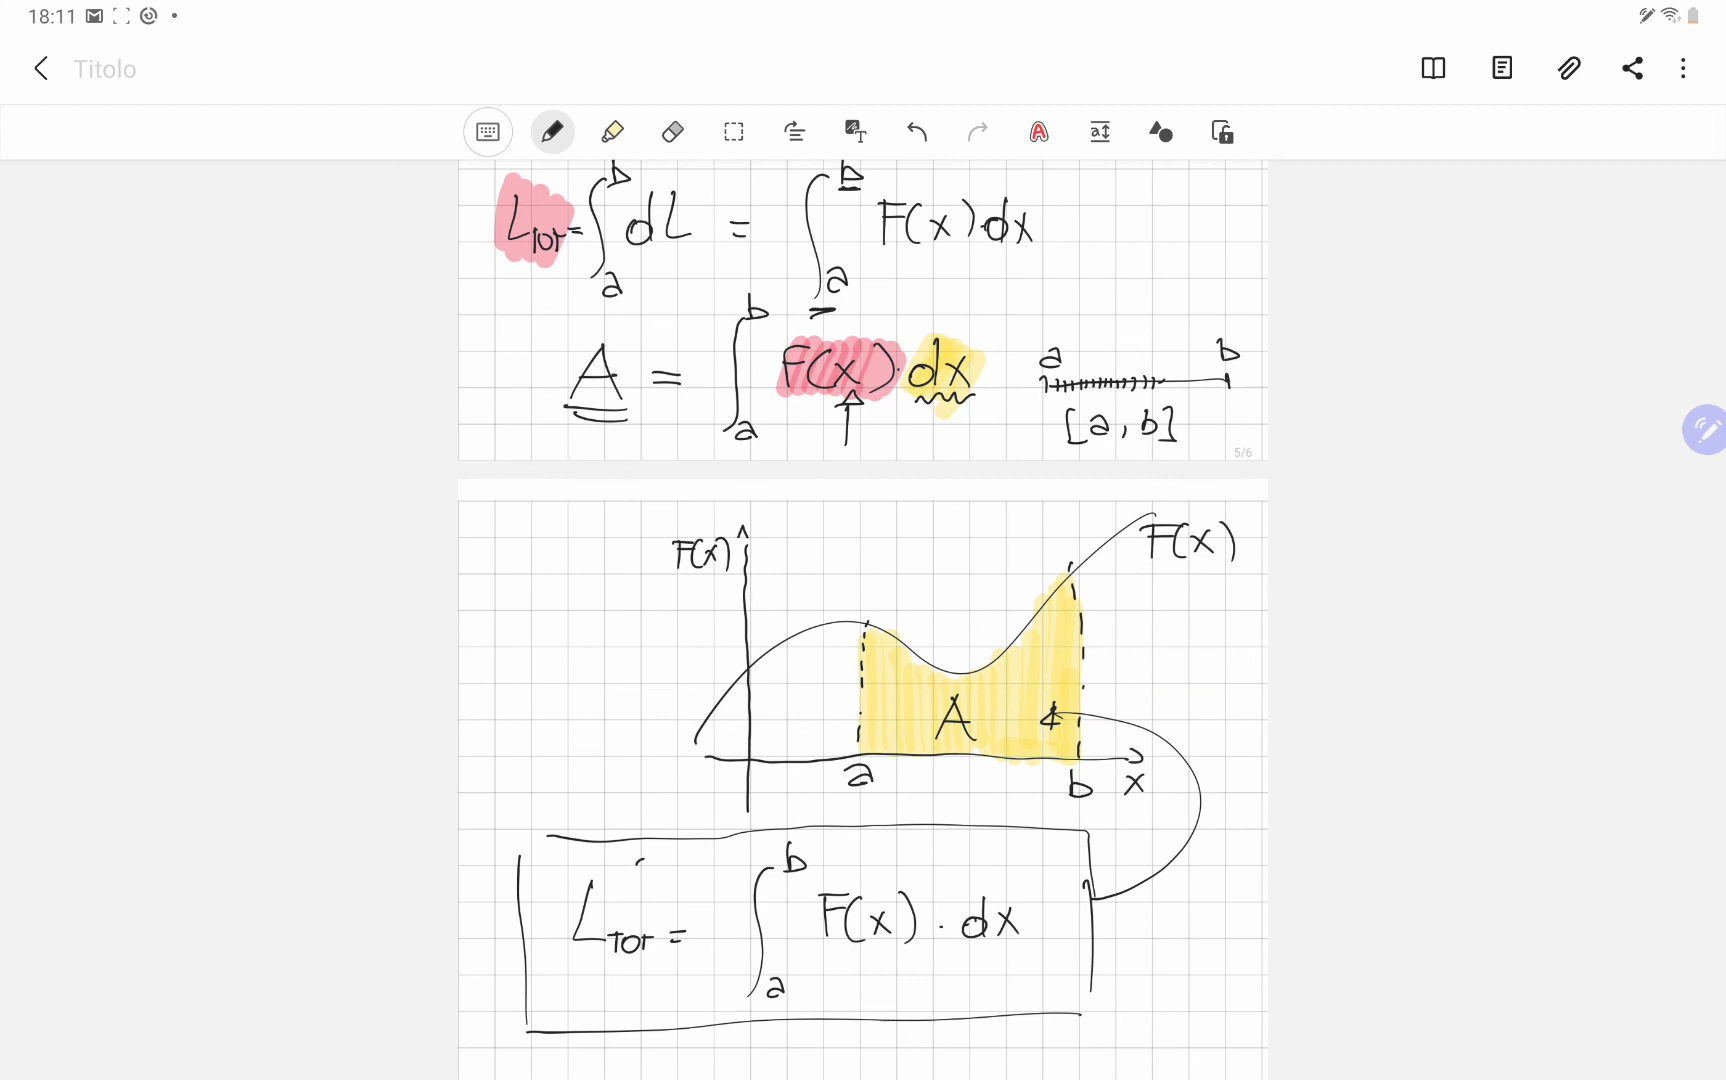 18:11
Titolo
L_TOT = ∫_a^b dL = ∫_a^b F(x)·dx
A = ∫_a^b F(x)·dx
a b
[a, b]
5/6
F(x) F(x)
A
a b x
L_TOT = ∫_a^b F(x) · dx